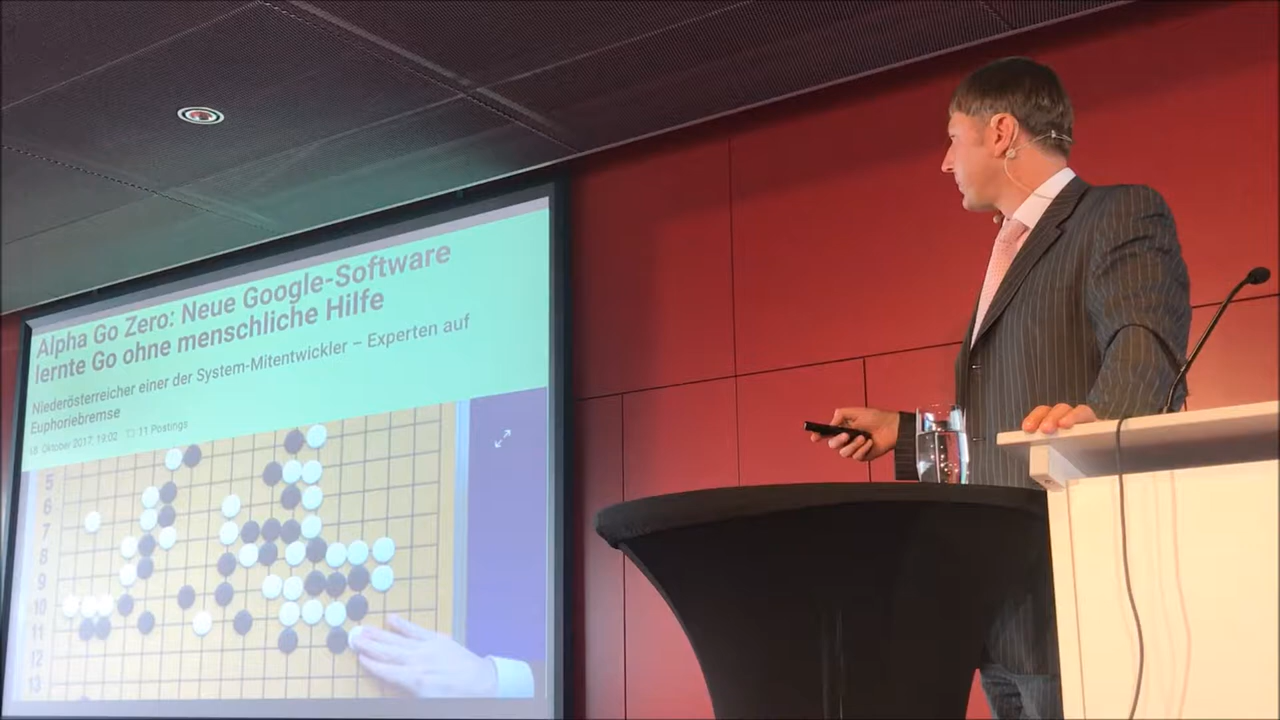 Alpha Go Zero: Neue Google-Software
lernte Go ohne menschliche Hilfe
Niederösterreicher einer der System-Mitentwickler – Experten auf
Euphoriebremse
18. Oktober 2017, 19:02 11 Postings
5
6
7
8
9
10
11
12
13